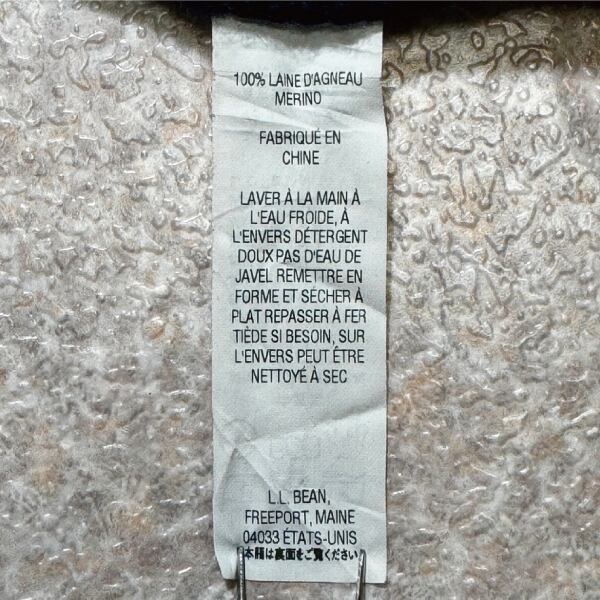 100% LAINE D'AGNEAU
MERINO
FABRIQUÉ EN
CHINE
LAVER À LA MAIN À
L'EAU FROIDE, À
L'ENVERS DÉTERGENT
DOUX PAS D'EAU DE
JAVEL REMETTRE EN
FORME ET SÉCHER À
PLAT REPASSER À FER
TIÈDE SI BESOIN, SUR
L'ENVERS PEUT ÊTRE
NETTOYÉ À SEC
L.L. BEAN,
FREEPORT, MAINE
04033 ÉTATS-UNIS
は裏面をご覧ください